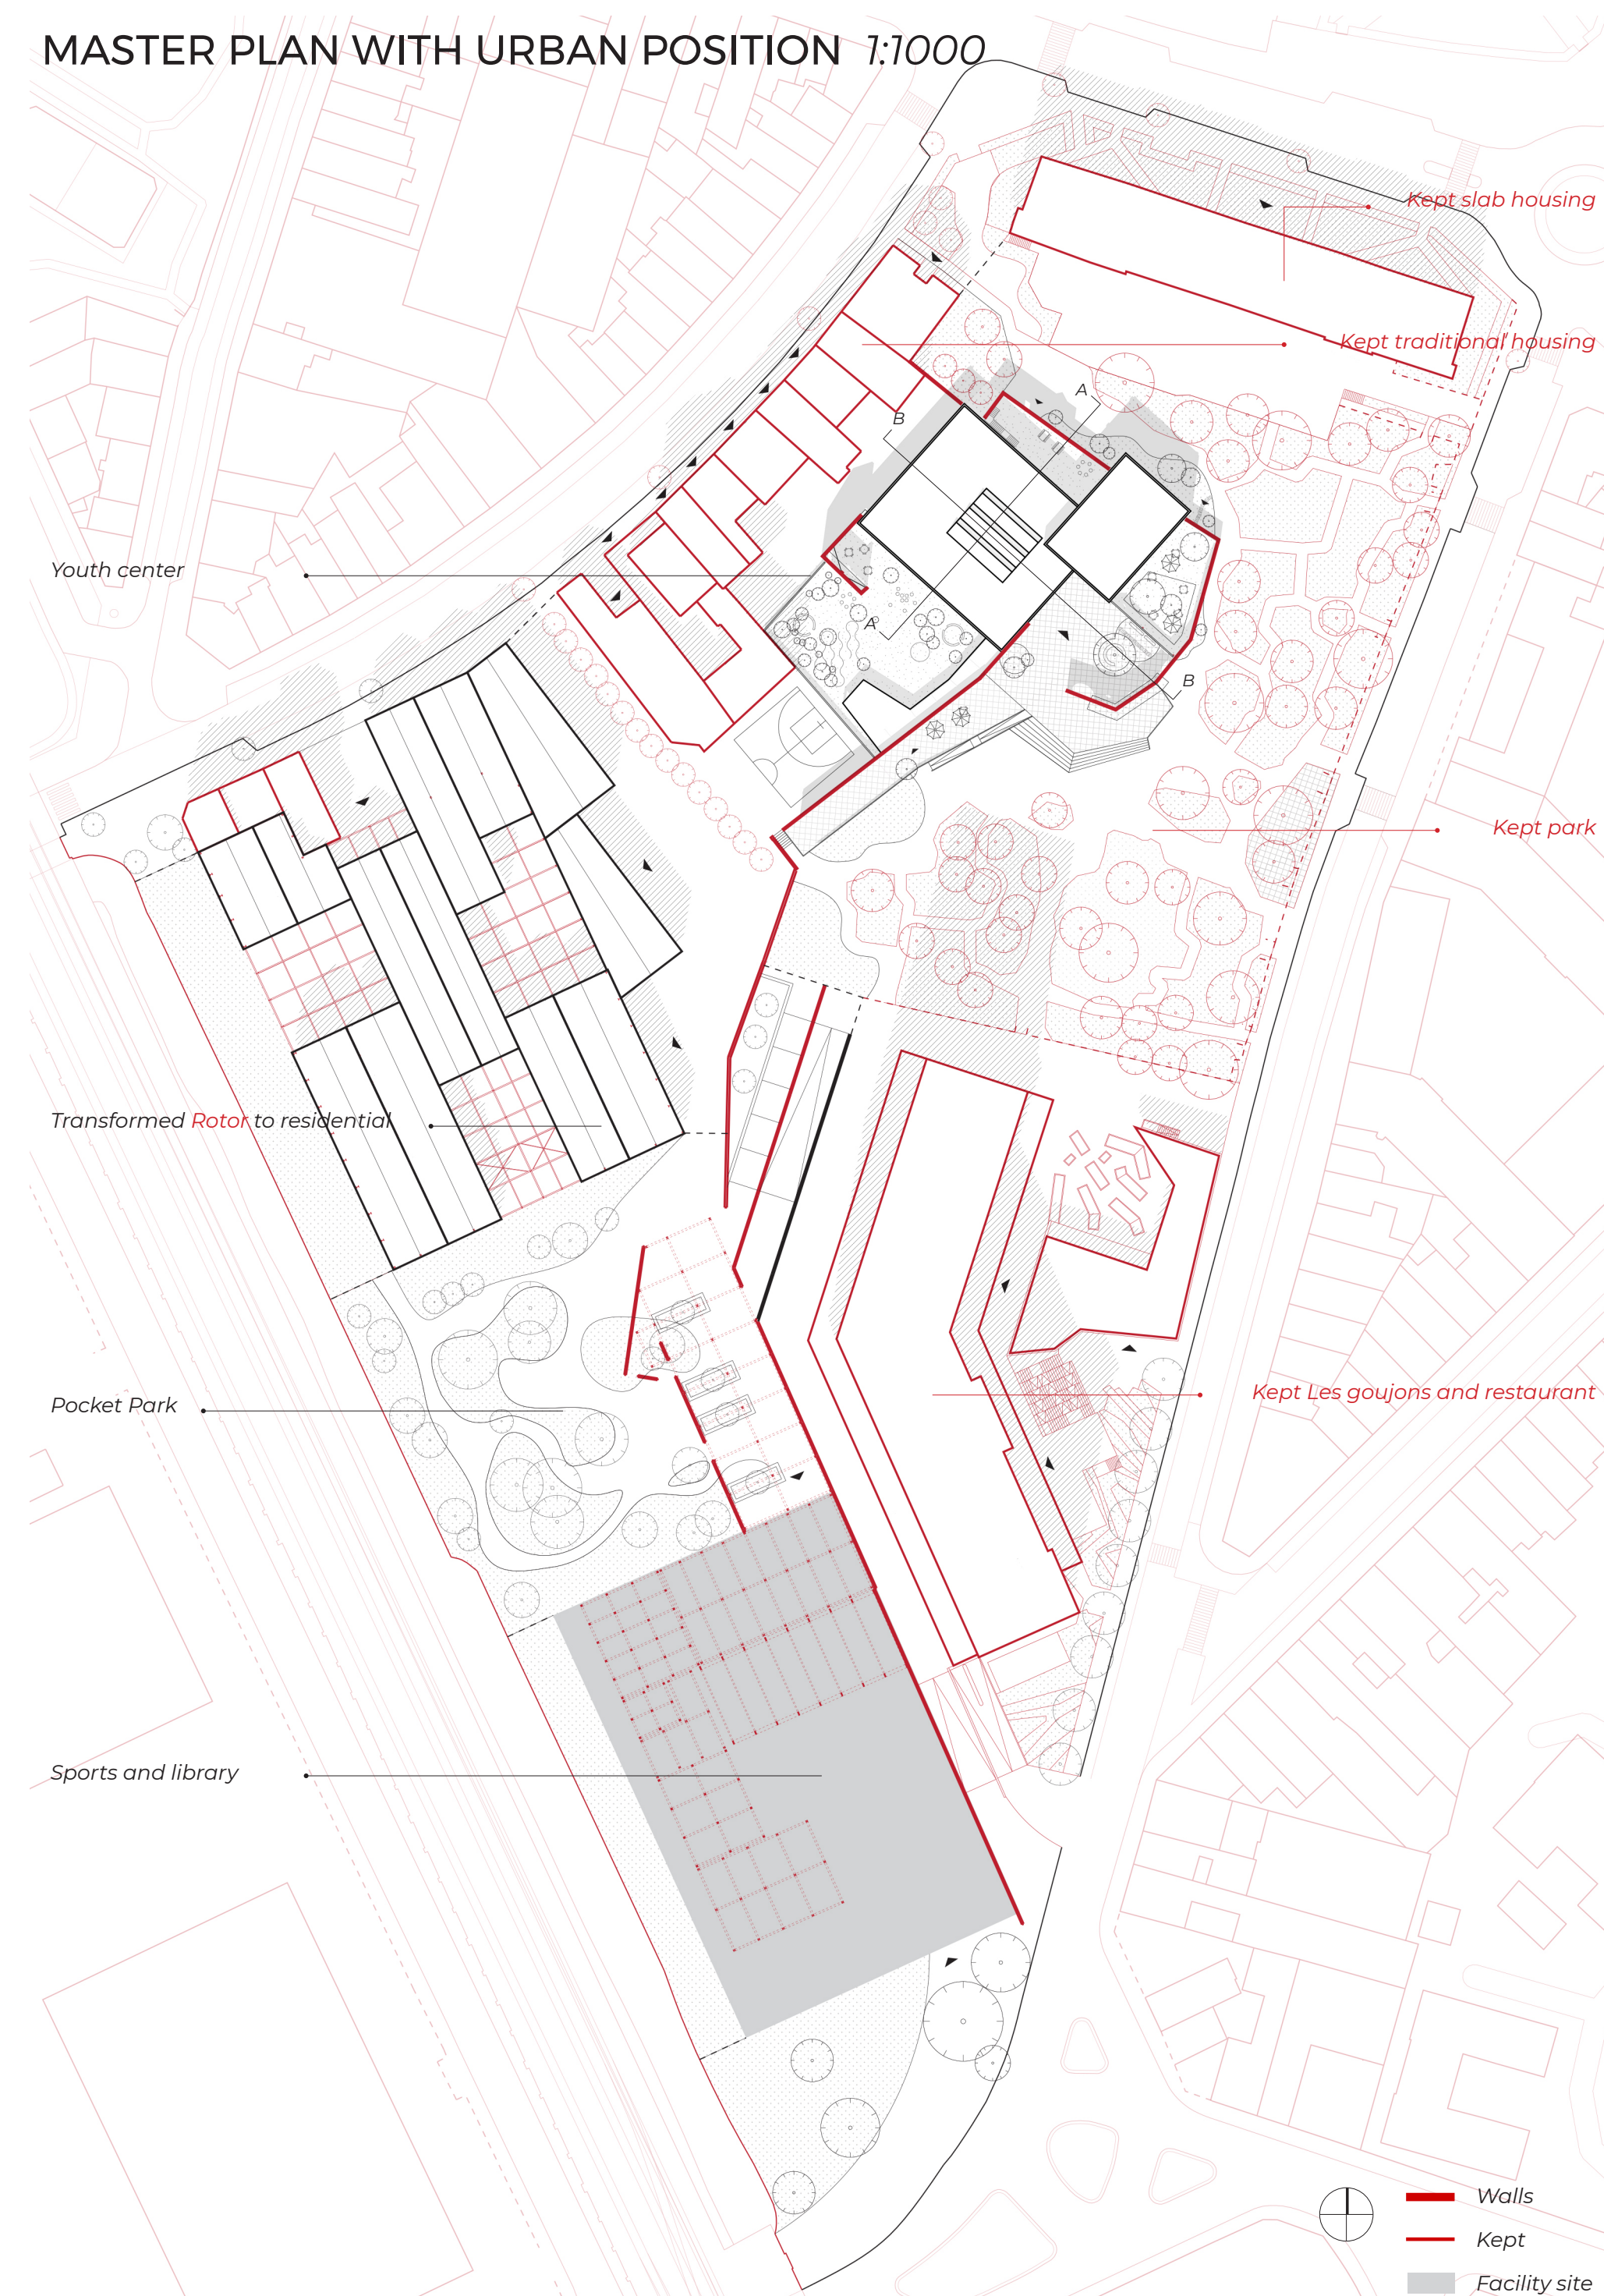 MASTER PLAN WITH URBAN POSITION 1:1000
Kept slab housing
Kept traditional housing
A
B
Youth center
A
B
Kept park
Transformed Rotor to residential
Kept Les goujons and restaurant
Pocket Park
Sports and library
Walls
Kept
Facility site